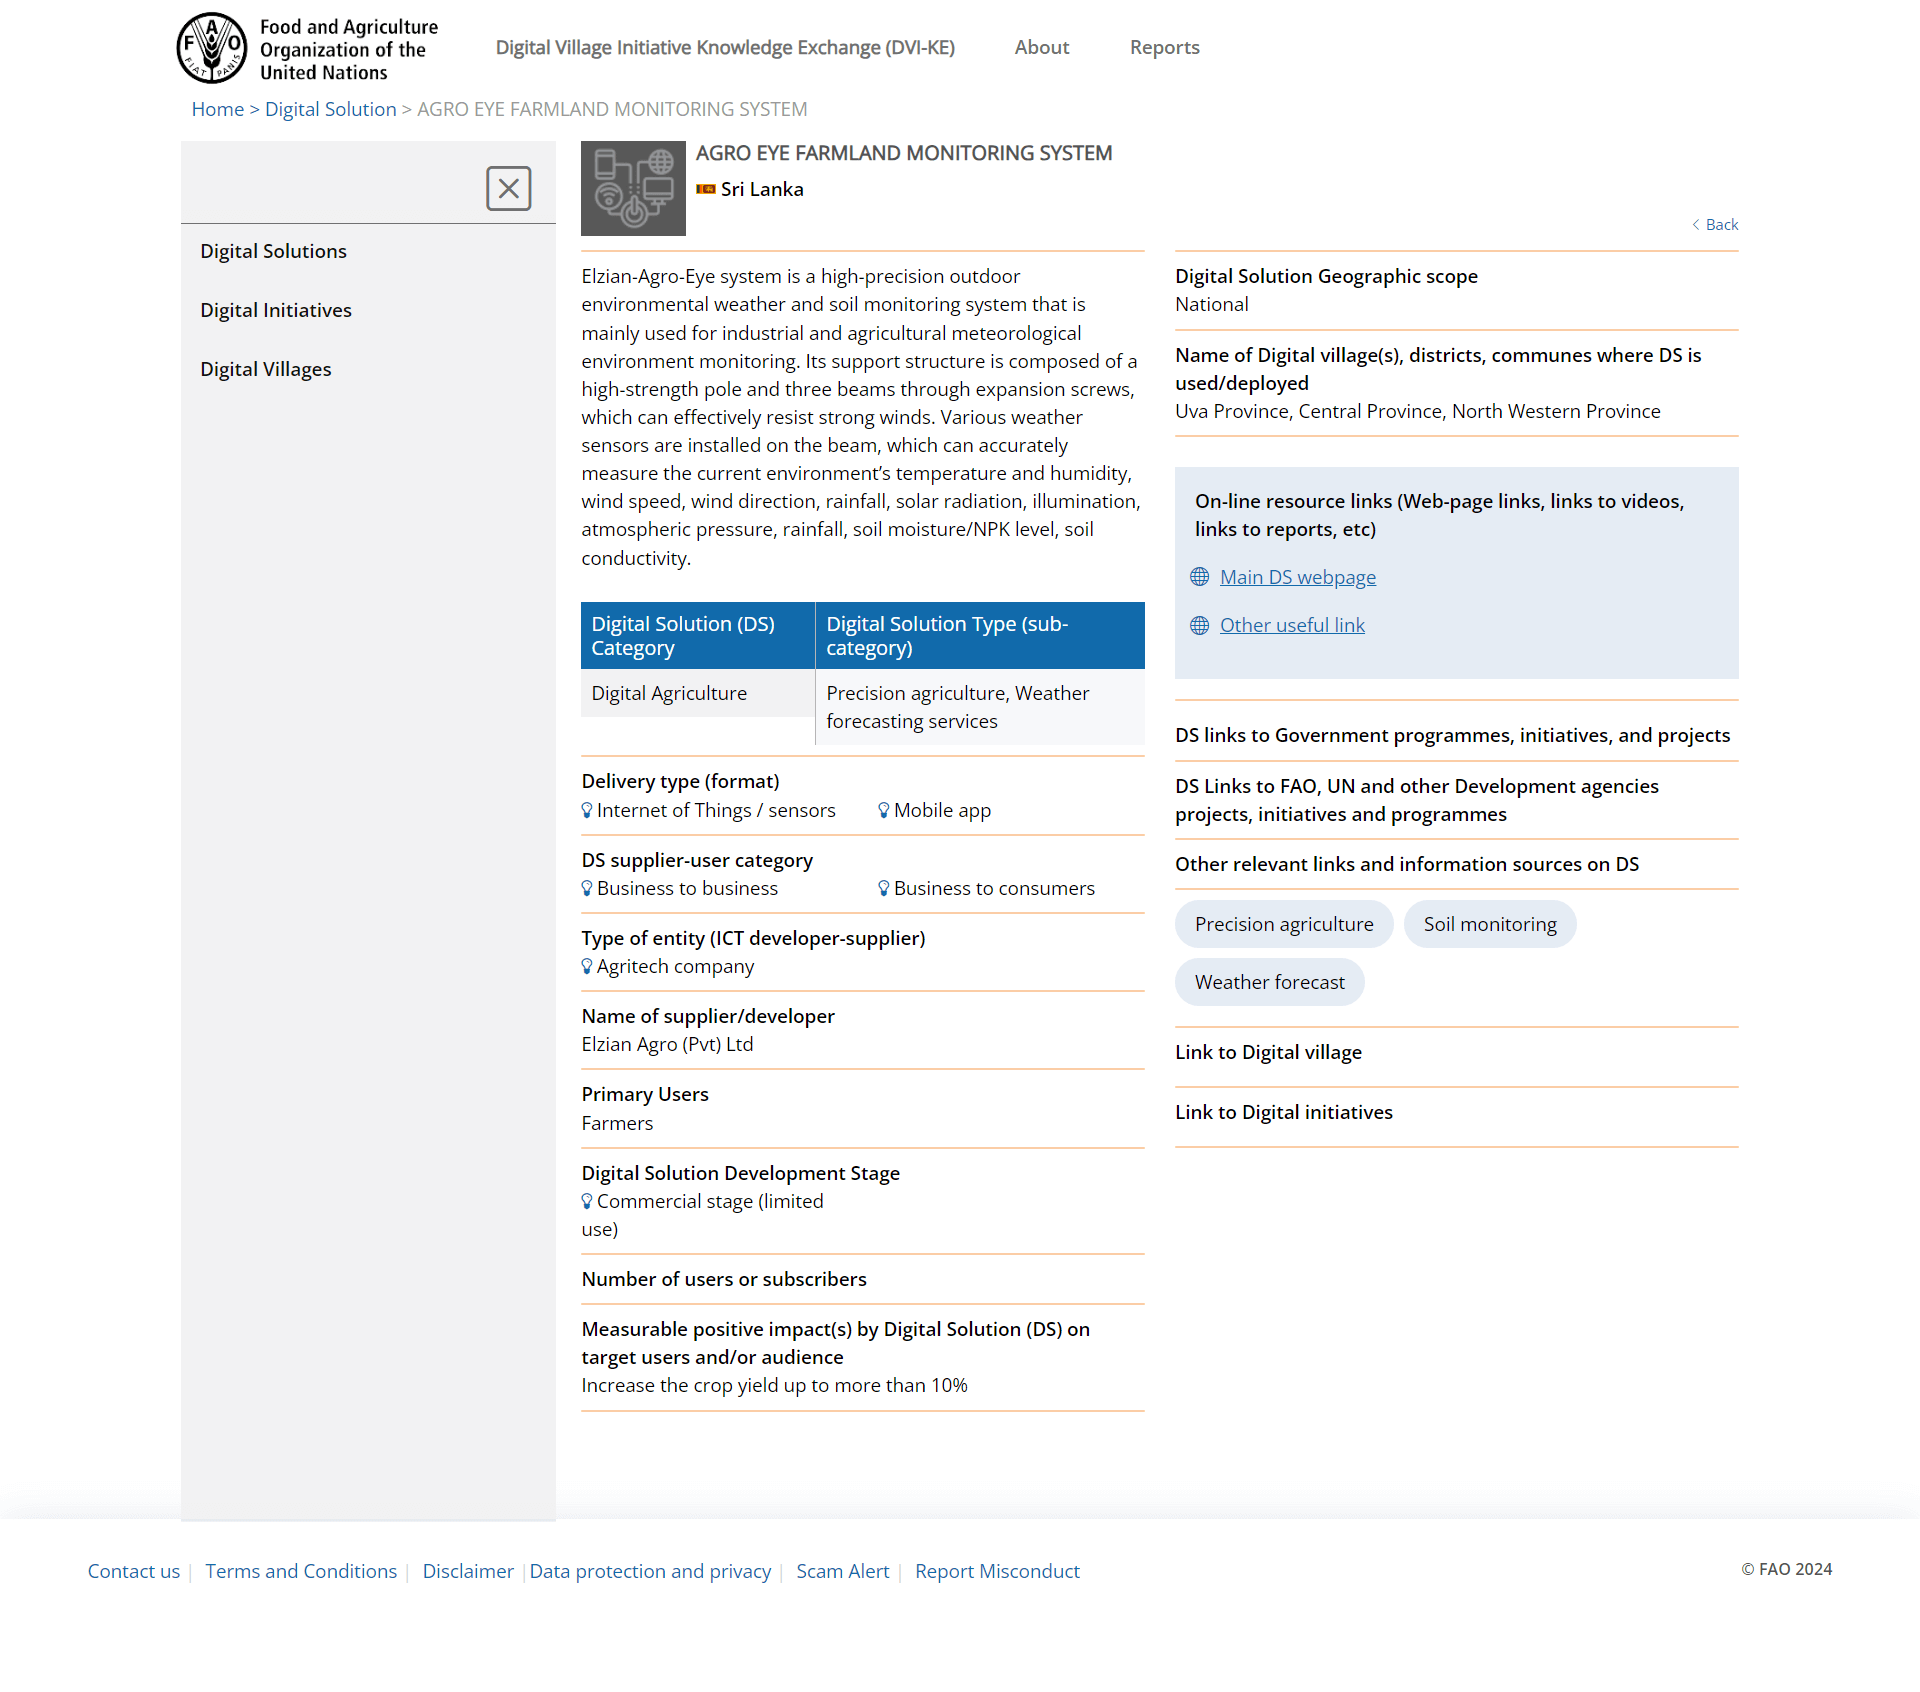 FAO
FIAT PANIS
Food and Agriculture
Organization of the
United Nations
Digital Village Initiative Knowledge Exchange (DVI-KE)
About
Reports
Home > Digital Solution > AGRO EYE FARMLAND MONITORING SYSTEM
Digital Solutions
Digital Initiatives
Digital Villages
AGRO EYE FARMLAND MONITORING SYSTEM
Sri Lanka
Back
Elzian-Agro-Eye system is a high-precision outdoor
environmental weather and soil monitoring system that is
mainly used for industrial and agricultural meteorological
environment monitoring. Its support structure is composed of a
high-strength pole and three beams through expansion screws,
which can effectively resist strong winds. Various weather
sensors are installed on the beam, which can accurately
measure the current environment’s temperature and humidity,
wind speed, wind direction, rainfall, solar radiation, illumination,
atmospheric pressure, rainfall, soil moisture/NPK level, soil
conductivity.
Digital Solution (DS)
Category
Digital Solution Type (sub-
category)
Digital Agriculture
Precision agriculture, Weather
forecasting services
Delivery type (format)
Internet of Things / sensors
Mobile app
DS supplier-user category
Business to business
Business to consumers
Type of entity (ICT developer-supplier)
Agritech company
Name of supplier/developer
Elzian Agro (Pvt) Ltd
Primary Users
Farmers
Digital Solution Development Stage
Commercial stage (limited
use)
Number of users or subscribers
Measurable positive impact(s) by Digital Solution (DS) on
target users and/or audience
Increase the crop yield up to more than 10%
Digital Solution Geographic scope
National
Name of Digital village(s), districts, communes where DS is
used/deployed
Uva Province, Central Province, North Western Province
On-line resource links (Web-page links, links to videos,
links to reports, etc)
Main DS webpage
Other useful link
DS links to Government programmes, initiatives, and projects
DS Links to FAO, UN and other Development agencies
projects, initiatives and programmes
Other relevant links and information sources on DS
Precision agriculture
Soil monitoring
Weather forecast
Link to Digital village
Link to Digital initiatives
Contact us | Terms and Conditions | Disclaimer | Data protection and privacy | Scam Alert | Report Misconduct
© FAO 2024